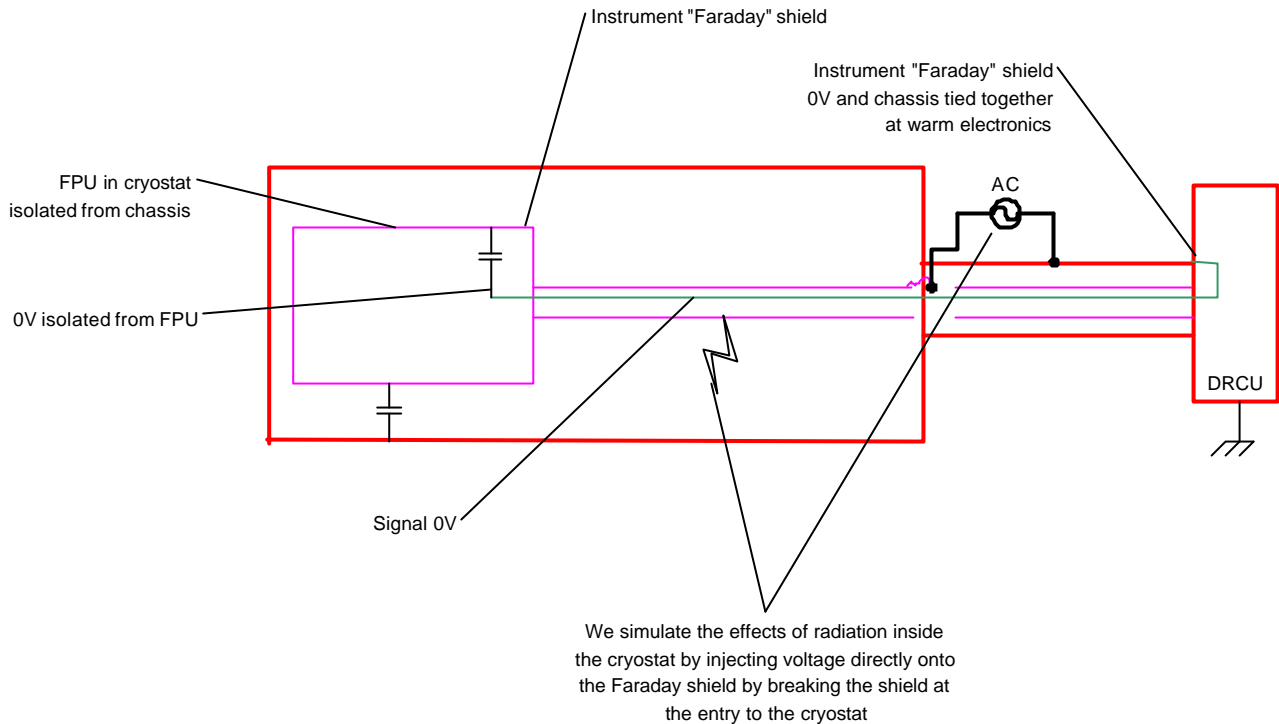 Instrument "Faraday" shield
Instrument "Faraday" shield
0V and chassis tied together
at warm electronics
FPU in cryostat
isolated from chassis
AC
0V isolated from FPU
DRCU
Signal 0V
We simulate the effects of radiation inside
the cryostat by injecting voltage directly onto
the Faraday shield by breaking the shield at
the entry to the cryostat